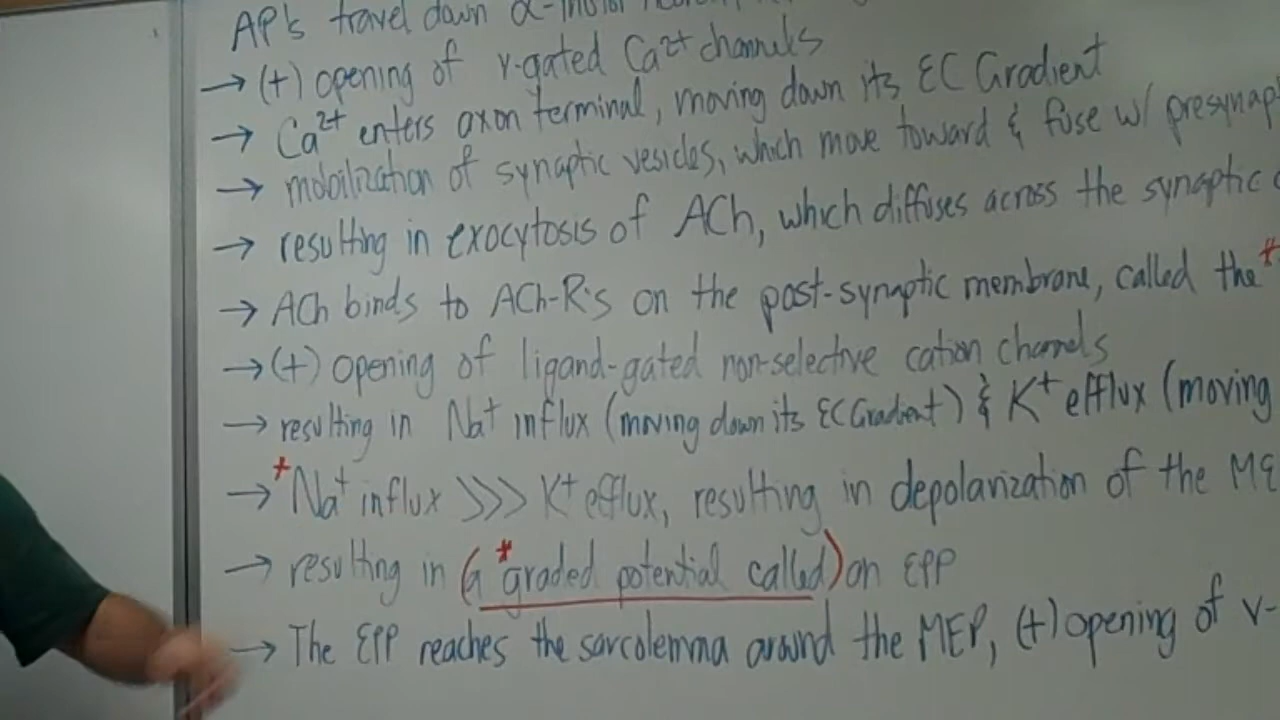 AP's travel down α-motor neuron
→ (+) opening of v-gated Ca²⁺ channels
→ Ca²⁺ enters axon terminal, moving down its EC Gradient
→ mobilization of synaptic vesicles, which move toward & fuse w/ presynap
→ resulting in exocytosis of ACh, which diffuses across the synaptic c
→ ACh binds to ACh-R's on the post-synaptic membrane, called the *
→ (+) opening of ligand-gated non-selective cation channels
→ resulting in Na⁺ influx (moving down its EC Gradient) & K⁺ efflux (moving
→ *Na⁺ influx >>> K⁺ efflux, resulting in depolarization of the ME
→ resulting in (a *graded potential called) an EPP
→ The EPP reaches the sarcolemma around the MEP, (+) opening of v-